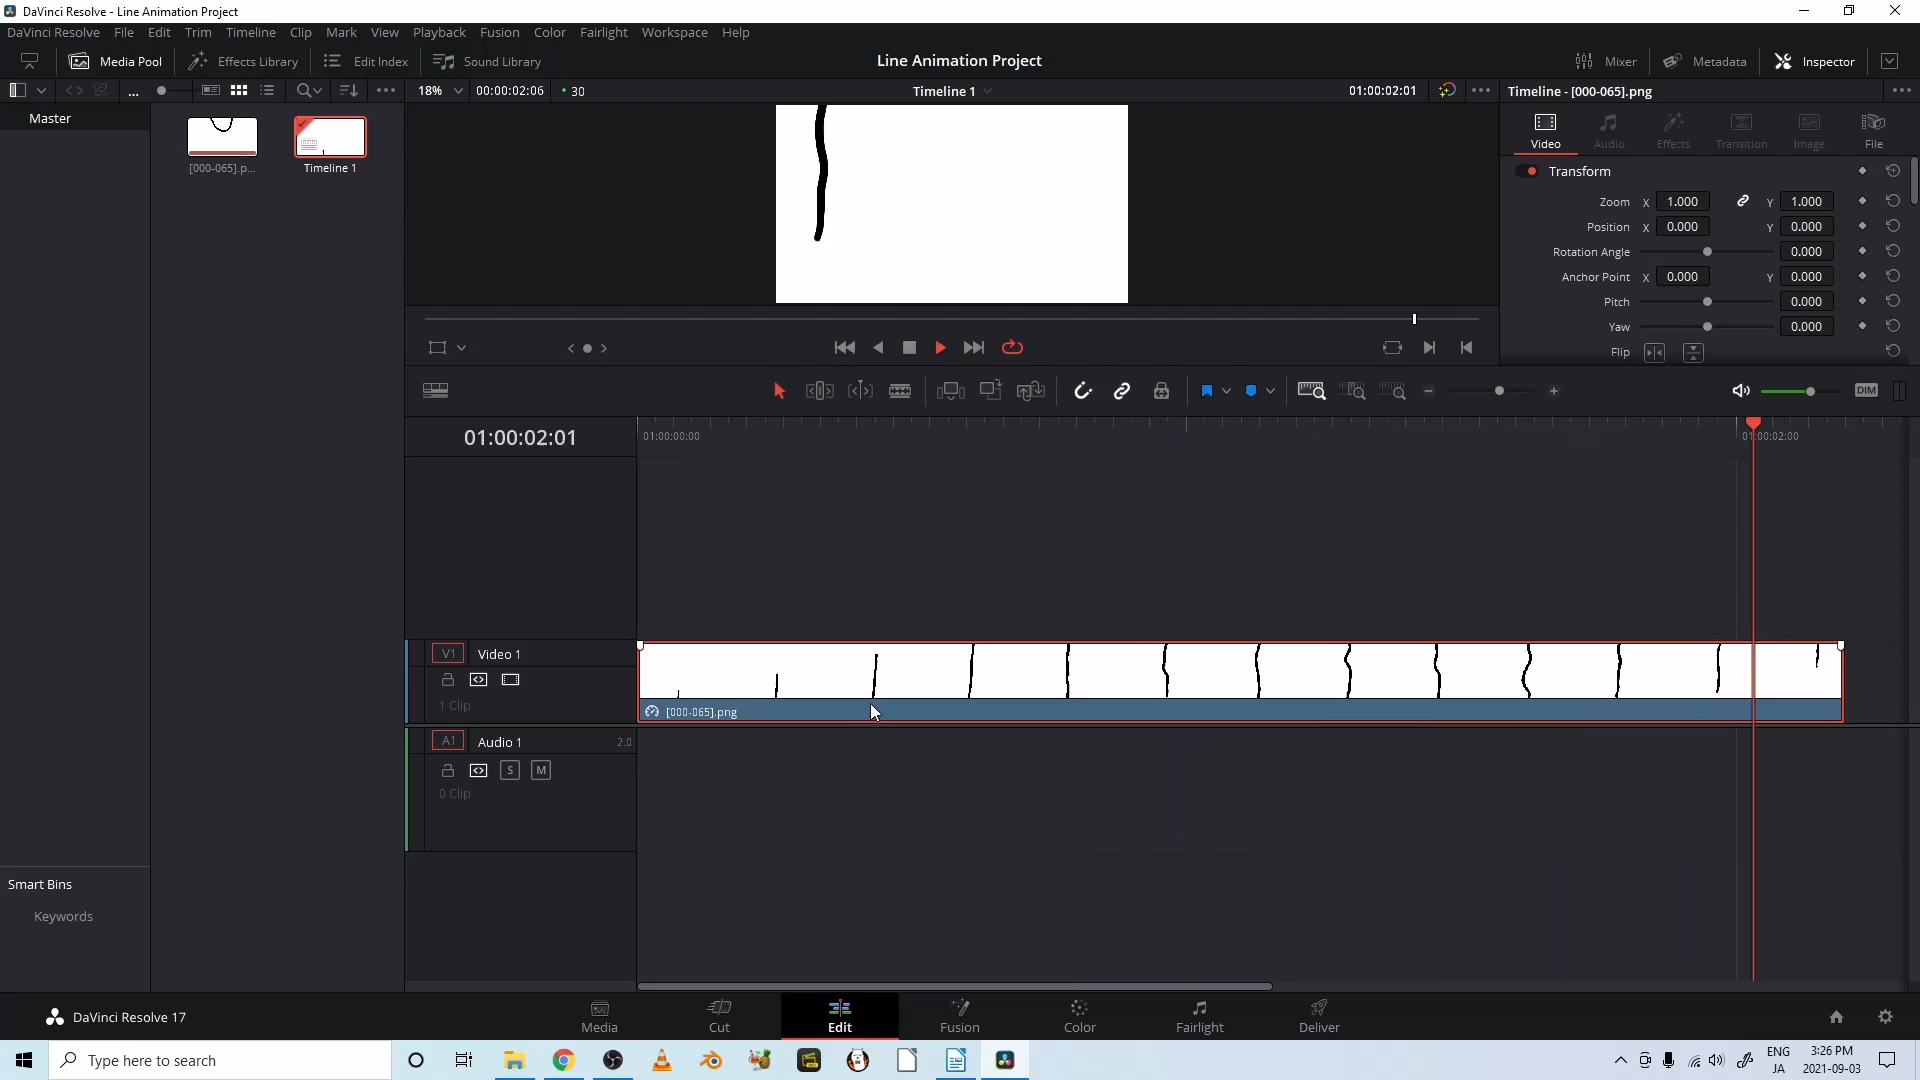 DaVinci Resolve - Line Animation Project
DaVinci Resolve File Edit Trim Timeline Clip Mark View Playback Fusion Color Fairlight Workspace Help
Media Pool Effects Library Edit Index Sound Library Line Animation Project Mixer Metadata Inspector
... 18% 00:00:02:06 30 Timeline 1 01:00:02:01 Timeline - [000-065].png
Master
[000-065].p... Timeline 1
Video Audio Effects Transition Image File
Transform
Zoom X 1.000 Y 1.000
Position X 0.000 Y 0.000
Rotation Angle 0.000
Anchor Point X 0.000 Y 0.000
Pitch 0.000
Yaw 0.000
Flip
DIM
01:00:02:01 01:00:00:00 01:00:02:00
V1 Video 1
1 Clip
[000-065].png
A1 Audio 1 2.0
S M
0 Clip
Smart Bins
Keywords
DaVinci Resolve 17
Media Cut Edit Fusion Color Fairlight Deliver
Type here to search
ENG
JA
3:26 PM
2021-09-03